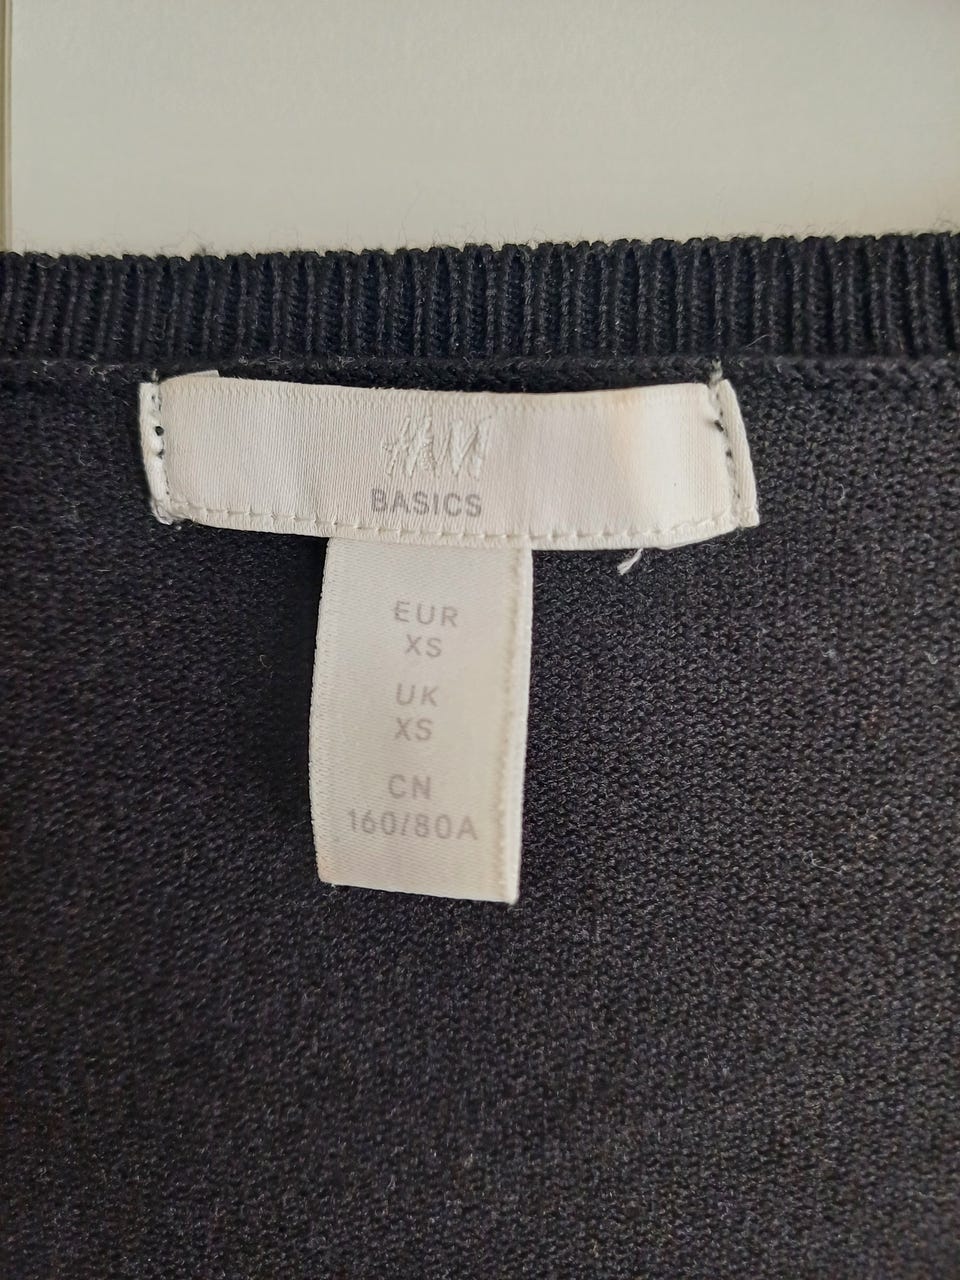 H&M
BASICS
EUR
XS
UK
XS
CN
160/80A